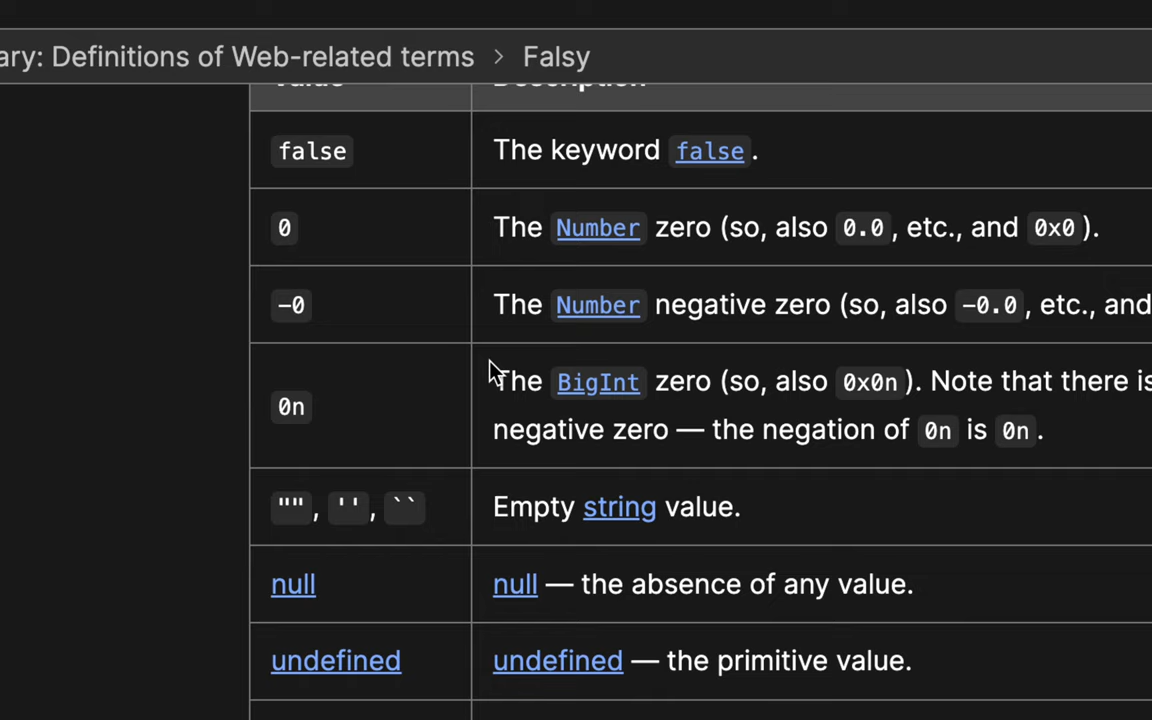 ary: Definitions of Web-related terms > Falsy
Value Description
false The keyword false.
0 The Number zero (so, also 0.0, etc., and 0x0).
−0 The Number negative zero (so, also −0.0, etc., and
0n The BigInt zero (so, also 0x0n). Note that there is
negative zero — the negation of 0n is 0n.
"", '', `` Empty string value.
null null — the absence of any value.
undefined undefined — the primitive value.